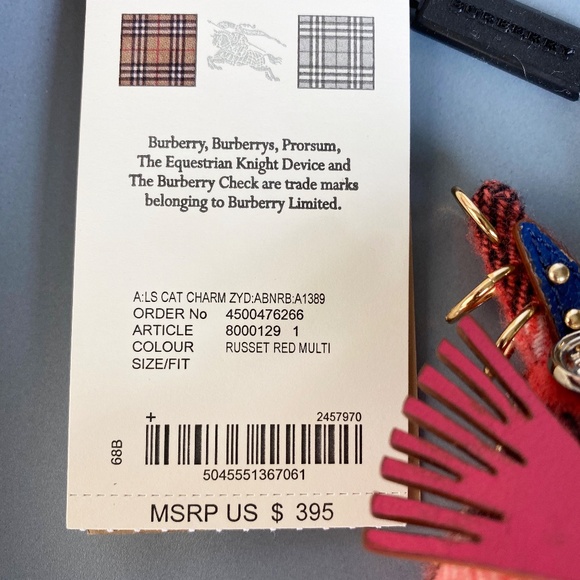 BURBERRY
Burberry, Burberrys, Prorsum,
The Equestrian Knight Device and
The Burberry Check are trade marks
belonging to Burberry Limited.
A:LS CAT CHARM ZYD:ABNRB:A1389
ORDER No 4500476266
ARTICLE 8000129 1
COLOUR RUSSET RED MULTI
SIZE/FIT
+ 2457970
68B
5045551367061
MSRP US $ 395